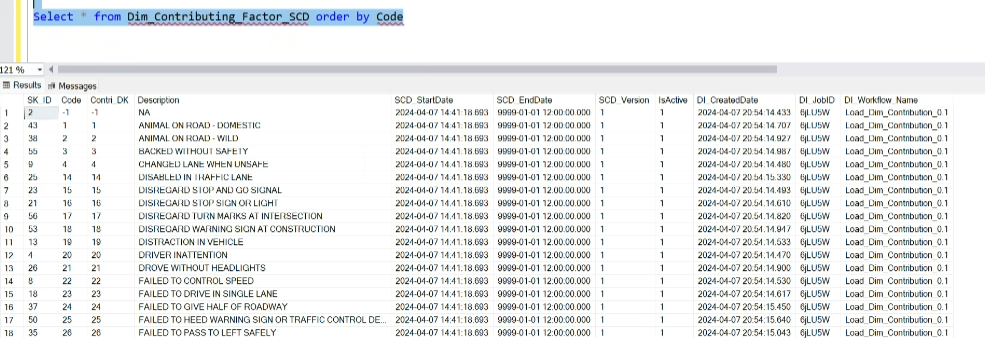 Select * from Dim_Contributing_Factor_SCD order by Code
121 %
Results Messages
SK_ID Code Contri_DK Description SCD_StartDate SCD_EndDate SCD_Version IsActive DI_CreatedDate DI_JobID DI_Workflow_Name
1 2 -1 -1 NA 2024-04-07 14:41:18.693 9999-01-01 12:00:00.000 1 1 2024-04-07 20:54:14.433 6jLU5W Load_Dim_Contribution_0.1
2 43 1 1 ANIMAL ON ROAD - DOMESTIC 2024-04-07 14:41:18.693 9999-01-01 12:00:00.000 1 1 2024-04-07 20:54:14.707 6jLU5W Load_Dim_Contribution_0.1
3 38 2 2 ANIMAL ON ROAD - WILD 2024-04-07 14:41:18.693 9999-01-01 12:00:00.000 1 1 2024-04-07 20:54:14.927 6jLU5W Load_Dim_Contribution_0.1
4 55 3 3 BACKED WITHOUT SAFETY 2024-04-07 14:41:18.693 9999-01-01 12:00:00.000 1 1 2024-04-07 20:54:14.987 6jLU5W Load_Dim_Contribution_0.1
5 9 4 4 CHANGED LANE WHEN UNSAFE 2024-04-07 14:41:18.693 9999-01-01 12:00:00.000 1 1 2024-04-07 20:54:14.480 6jLU5W Load_Dim_Contribution_0.1
6 25 14 14 DISABLED IN TRAFFIC LANE 2024-04-07 14:41:18.693 9999-01-01 12:00:00.000 1 1 2024-04-07 20:54:15.330 6jLU5W Load_Dim_Contribution_0.1
7 23 15 15 DISREGARD STOP AND GO SIGNAL 2024-04-07 14:41:18.693 9999-01-01 12:00:00.000 1 1 2024-04-07 20:54:14.493 6jLU5W Load_Dim_Contribution_0.1
8 21 16 16 DISREGARD STOP SIGN OR LIGHT 2024-04-07 14:41:18.693 9999-01-01 12:00:00.000 1 1 2024-04-07 20:54:14.610 6jLU5W Load_Dim_Contribution_0.1
9 56 17 17 DISREGARD TURN MARKS AT INTERSECTION 2024-04-07 14:41:18.693 9999-01-01 12:00:00.000 1 1 2024-04-07 20:54:14.820 6jLU5W Load_Dim_Contribution_0.1
10 53 18 18 DISREGARD WARNING SIGN AT CONSTRUCTION 2024-04-07 14:41:18.693 9999-01-01 12:00:00.000 1 1 2024-04-07 20:54:14.947 6jLU5W Load_Dim_Contribution_0.1
11 13 19 19 DISTRACTION IN VEHICLE 2024-04-07 14:41:18.693 9999-01-01 12:00:00.000 1 1 2024-04-07 20:54:14.533 6jLU5W Load_Dim_Contribution_0.1
12 4 20 20 DRIVER INATTENTION 2024-04-07 14:41:18.693 9999-01-01 12:00:00.000 1 1 2024-04-07 20:54:14.470 6jLU5W Load_Dim_Contribution_0.1
13 26 21 21 DROVE WITHOUT HEADLIGHTS 2024-04-07 14:41:18.693 9999-01-01 12:00:00.000 1 1 2024-04-07 20:54:14.900 6jLU5W Load_Dim_Contribution_0.1
14 8 22 22 FAILED TO CONTROL SPEED 2024-04-07 14:41:18.693 9999-01-01 12:00:00.000 1 1 2024-04-07 20:54:14.530 6jLU5W Load_Dim_Contribution_0.1
15 18 23 23 FAILED TO DRIVE IN SINGLE LANE 2024-04-07 14:41:18.693 9999-01-01 12:00:00.000 1 1 2024-04-07 20:54:14.617 6jLU5W Load_Dim_Contribution_0.1
16 37 24 24 FAILED TO GIVE HALF OF ROADWAY 2024-04-07 14:41:18.693 9999-01-01 12:00:00.000 1 1 2024-04-07 20:54:15.450 6jLU5W Load_Dim_Contribution_0.1
17 50 25 25 FAILED TO HEED WARNING SIGN OR TRAFFIC CONTROL DE... 2024-04-07 14:41:18.693 9999-01-01 12:00:00.000 1 1 2024-04-07 20:54:15.640 6jLU5W Load_Dim_Contribution_0.1
18 35 26 26 FAILED TO PASS TO LEFT SAFELY 2024-04-07 14:41:18.693 9999-01-01 12:00:00.000 1 1 2024-04-07 20:54:15.043 6jLU5W Load_Dim_Contribution_0.1